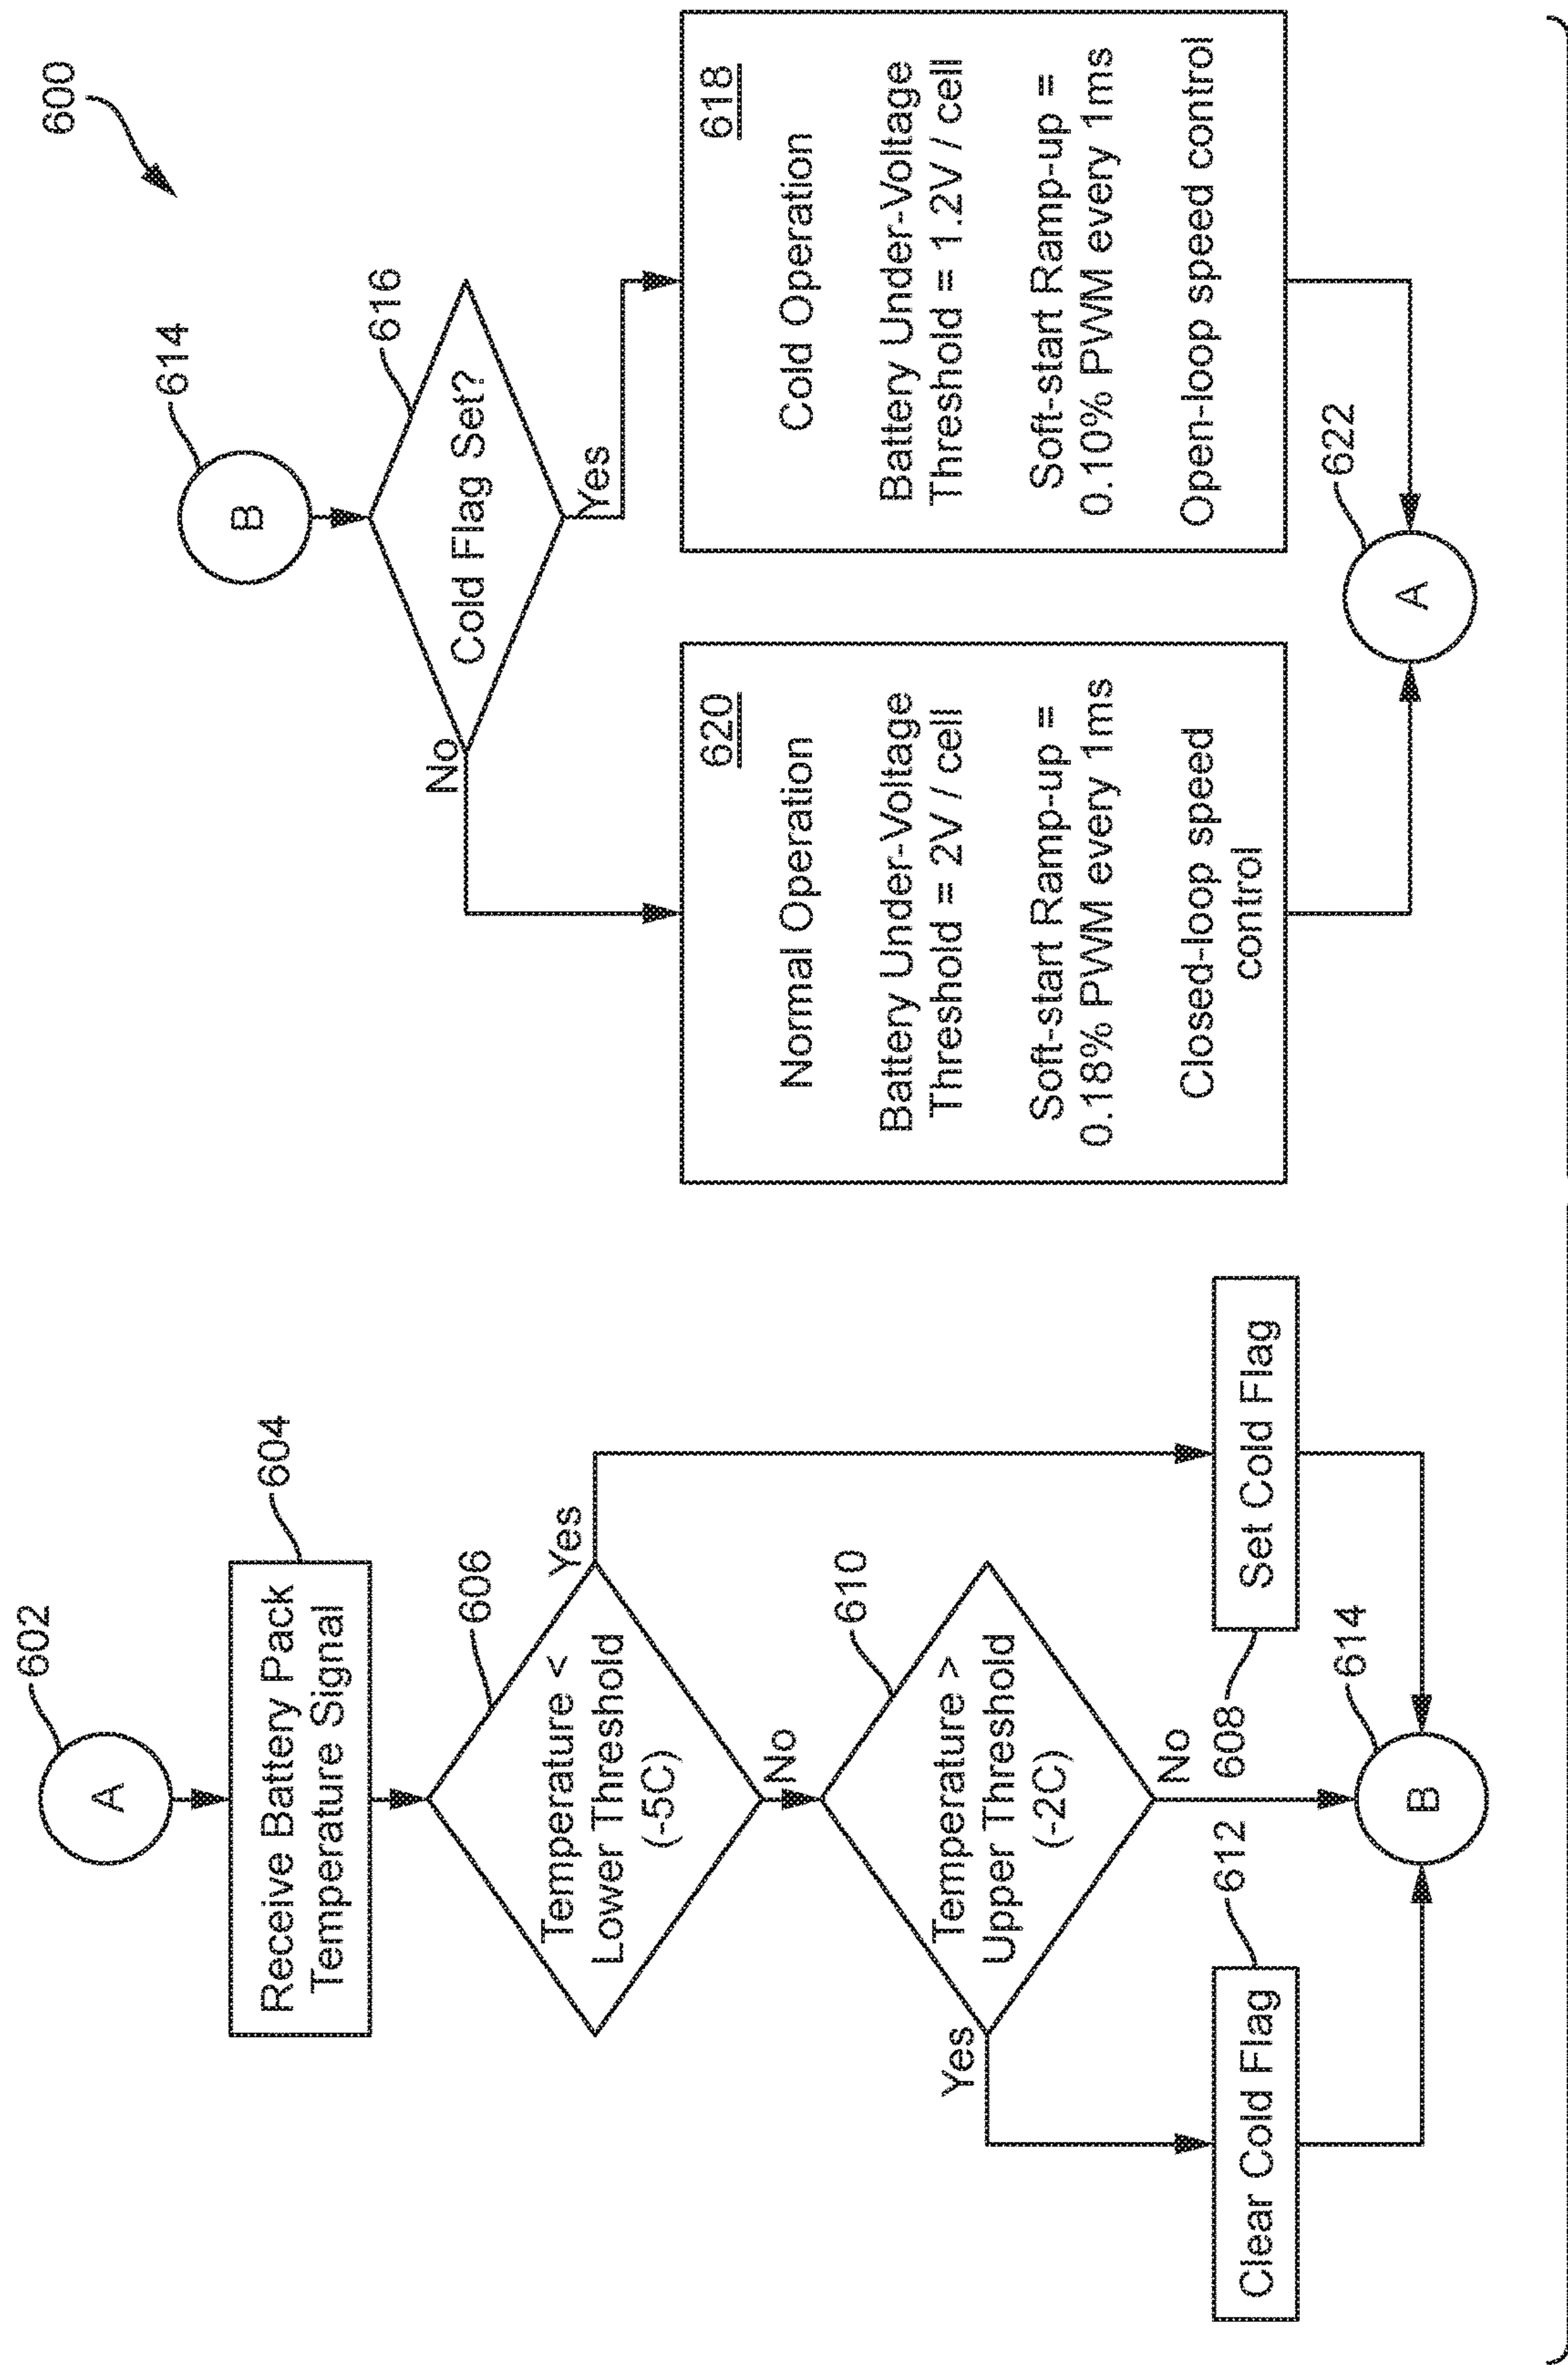 600
602
A
604
Receive Battery Pack
Temperature Signal
606
Temperature <
Lower Threshold
(-5C)
Yes
No
610
Temperature >
Upper Threshold
(-2C)
Yes
No
612
Clear Cold Flag
608
Set Cold Flag
614
B
614
B
616
Cold Flag Set?
No
Yes
620
Normal Operation
Battery Under-Voltage
Threshold = 2V / cell
Soft-start Ramp-up =
0.18% PWM every 1ms
Closed-loop speed
control
618
Cold Operation
Battery Under-Voltage
Threshold = 1.2V / cell
Soft-start Ramp-up =
0.10% PWM every 1ms
Open-loop speed control
622
A